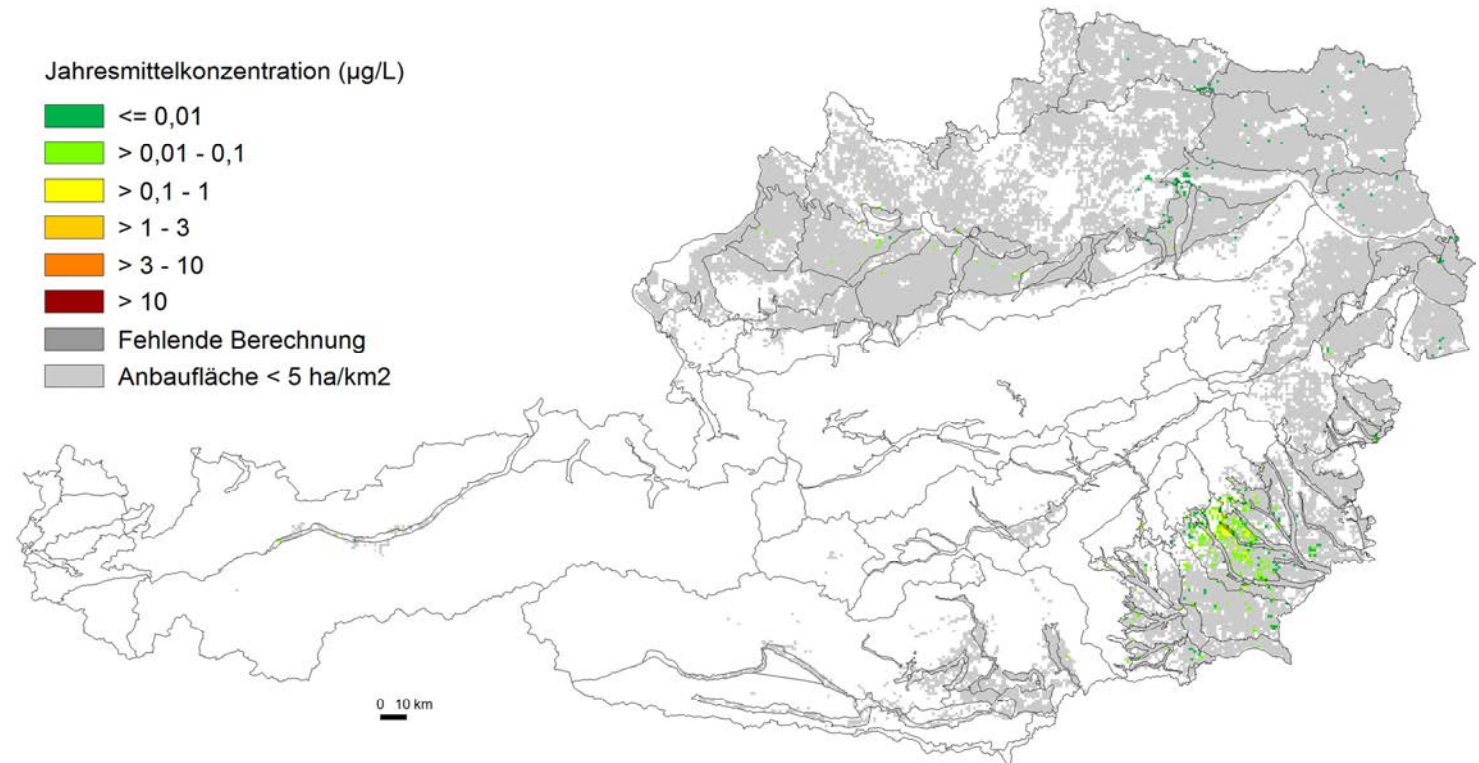 Jahresmittelkonzentration (µg/L)
<= 0,01
> 0,01 - 0,1
> 0,1 - 1
> 1 - 3
> 3 - 10
> 10
Fehlende Berechnung
Anbaufläche < 5 ha/km2
0 10 km